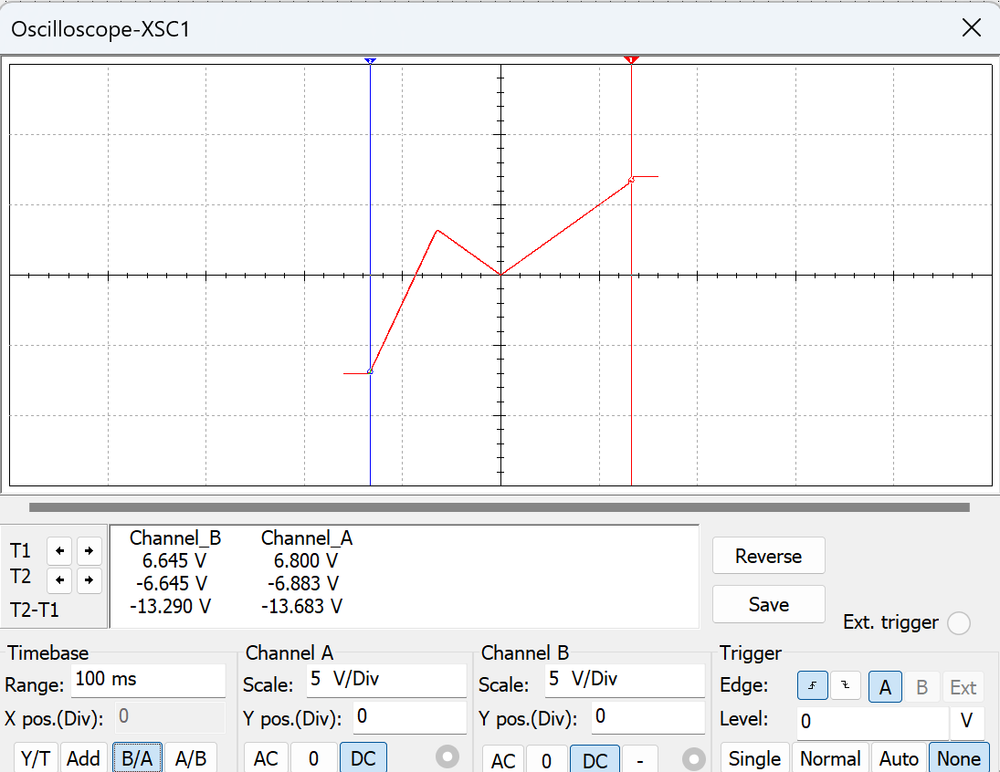 Oscilloscope-XSC1
T1
T2
T2-T1
Channel_B Channel_A
6.645 V 6.800 V
-6.645 V -6.883 V
-13.290 V -13.683 V
Reverse
Save
Ext. trigger
Timebase
Range: 100 ms
X pos.(Div): 0
Y/T Add B/A A/B
Channel A
Scale: 5 V/Div
Y pos.(Div): 0
AC 0 DC
Channel B
Scale: 5 V/Div
Y pos.(Div): 0
AC 0 DC -
Trigger
Edge: A B Ext
Level: 0 V
Single Normal Auto None